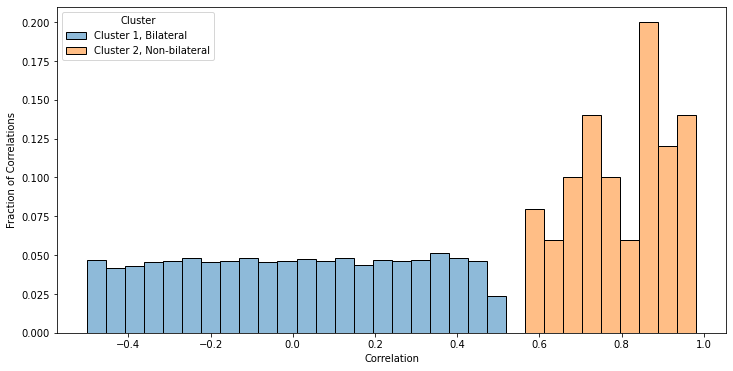 Cluster
Cluster 1, Bilateral
Cluster 2, Non-bilateral
Fraction of Correlations
0.200
0.175
0.150
0.125
0.100
0.075
0.050
0.025
0.000
−0.4 −0.2 0.0 0.2 0.4 0.6 0.8 1.0
Correlation